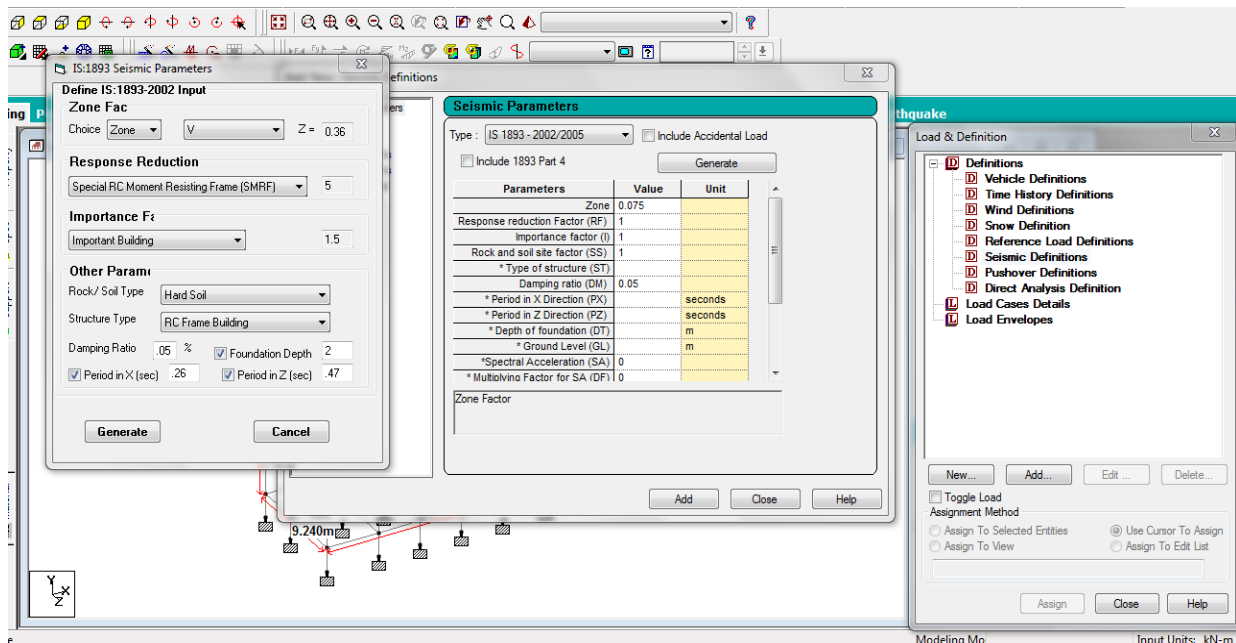 IS:1893 Seismic Parameters
Define IS:1893-2002 Input
Zone Fac
Choice Zone V Z = 0.36
Response Reduction
Special RC Moment Resisting Frame (SMRF) 5
Importance Fa
Important Building 1.5
Other Param
Rock/ Soil Type Hard Soil
Structure Type RC Frame Building
Damping Ratio .05 % Foundation Depth 2
Period in X (sec) .26 Period in Z (sec) .47
Generate Cancel
efinitions
ers
Seismic Parameters
Type : IS 1893 - 2002/2005 Include Accidental Load
Include 1893 Part 4 Generate
Parameters Value Unit
Zone 0.075
Response reduction Factor (RF) 1
Importance factor (I) 1
Rock and soil site factor (SS) 1
* Type of structure (ST)
Damping ratio (DM) 0.05
* Period in X Direction (PX) seconds
* Period in Z Direction (PZ) seconds
* Depth of foundation (DT) m
* Ground Level (GL) m
*Spectral Acceleration (SA) 0
* Multiplying Factor for SA (DF) 0
Zone Factor
Add Close Help
hquake
Load & Definition
Definitions
Vehicle Definitions
Time History Definitions
Wind Definitions
Snow Definition
Reference Load Definitions
Seismic Definitions
Pushover Definitions
Direct Analysis Definition
Load Cases Details
Load Envelopes
New... Add... Edit ... Delete...
Toggle Load
Assignment Method
Assign To Selected Entities Use Cursor To Assign
Assign To View Assign To Edit List
Assign Close Help
ing P
9.240m
Y
X
Z
Modeling Mo Input Units: kN-m